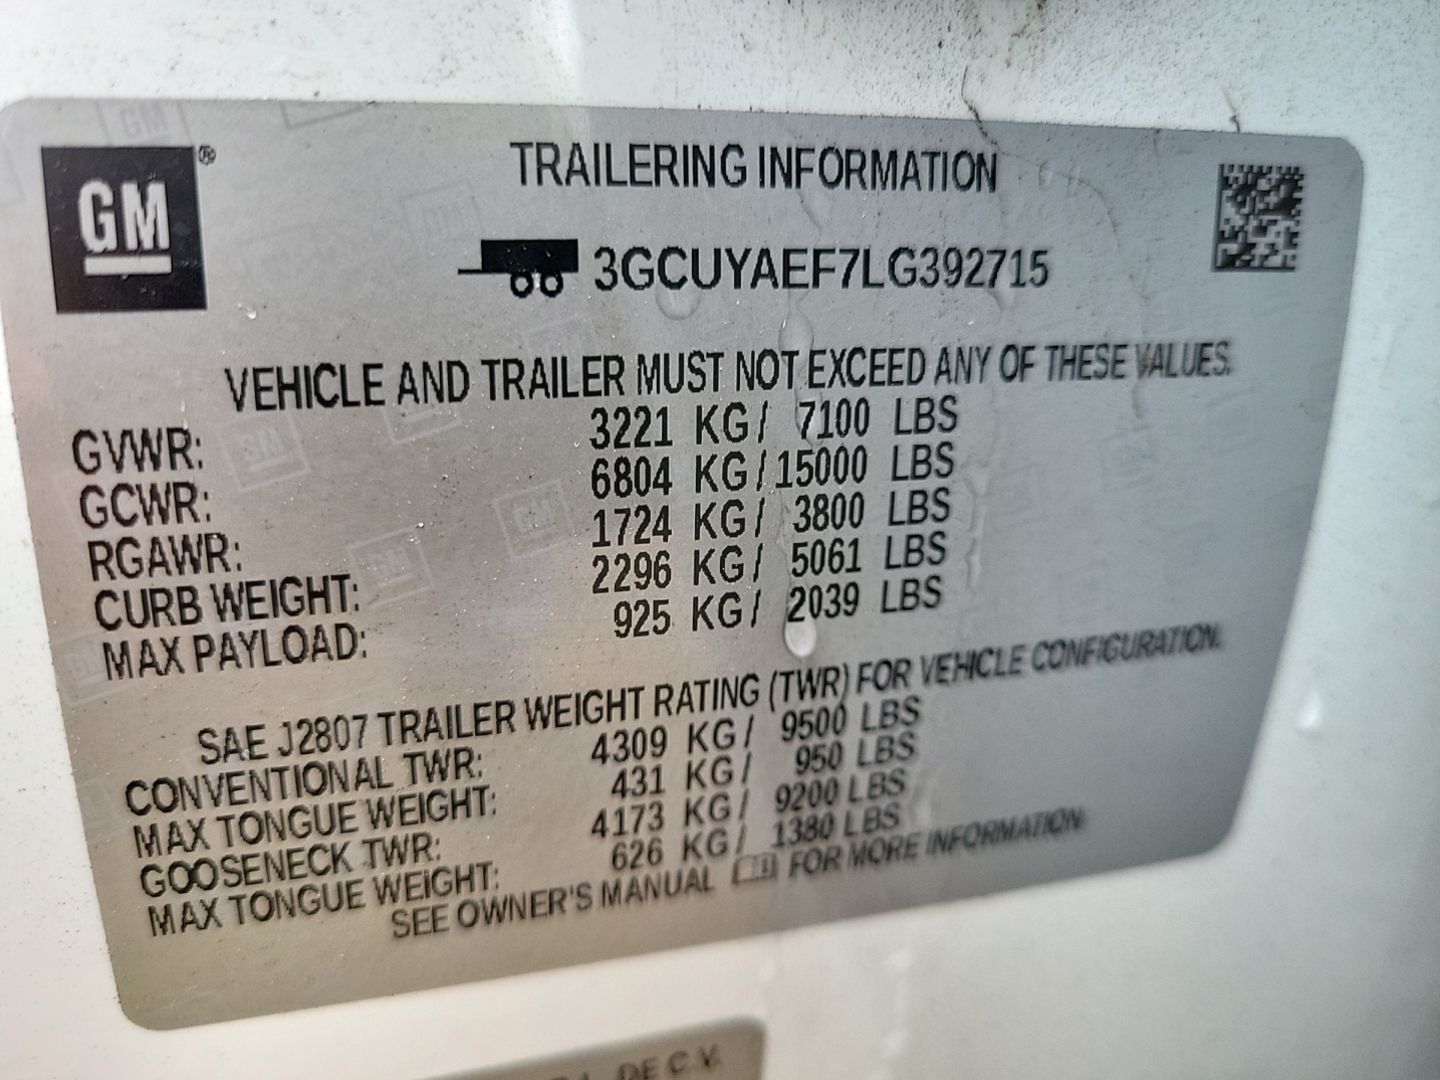 GM ®
TRAILERING INFORMATION
3GCUYAEF7LG392715
VEHICLE AND TRAILER MUST NOT EXCEED ANY OF THESE VALUES.
GVWR: 3221 KG/ 7100 LBS
GCWR: 6804 KG/ 15000 LBS
RGAWR: 1724 KG/ 3800 LBS
CURB WEIGHT: 2296 KG/ 5061 LBS
MAX PAYLOAD: 925 KG/ 2039 LBS
SAE J2807 TRAILER WEIGHT RATING (TWR) FOR VEHICLE CONFIGURATION.
CONVENTIONAL TWR: 4309 KG/ 9500 LBS
MAX TONGUE WEIGHT: 431 KG/ 950 LBS
GOOSENECK TWR: 4173 KG/ 9200 LBS
MAX TONGUE WEIGHT: 626 KG/ 1380 LBS
SEE OWNER'S MANUAL FOR MORE INFORMATION.
DE C.V.